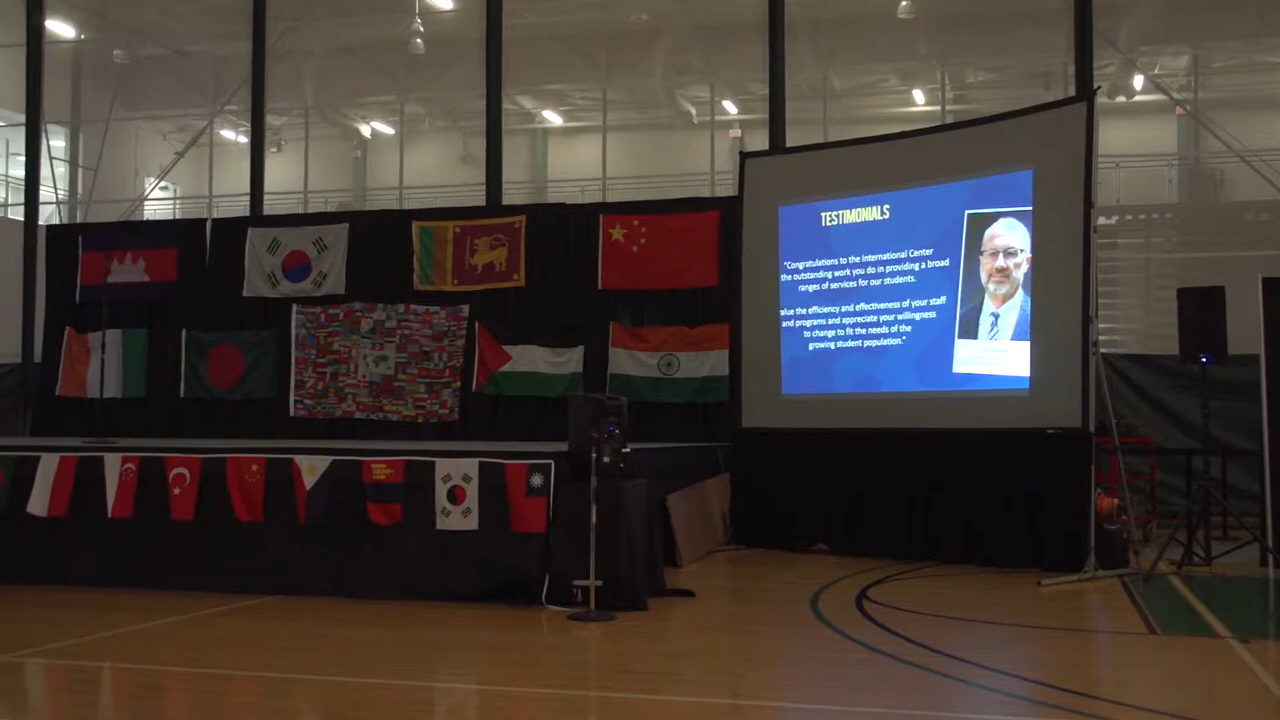 TESTIMONIALS
"Congratulations to the International Center
the outstanding work you do in providing a broad
ranges of services for our students.
alue the efficiency and effectiveness of your staff
and programs and appreciate your willingness
to change to fit the needs of the
growing student population."